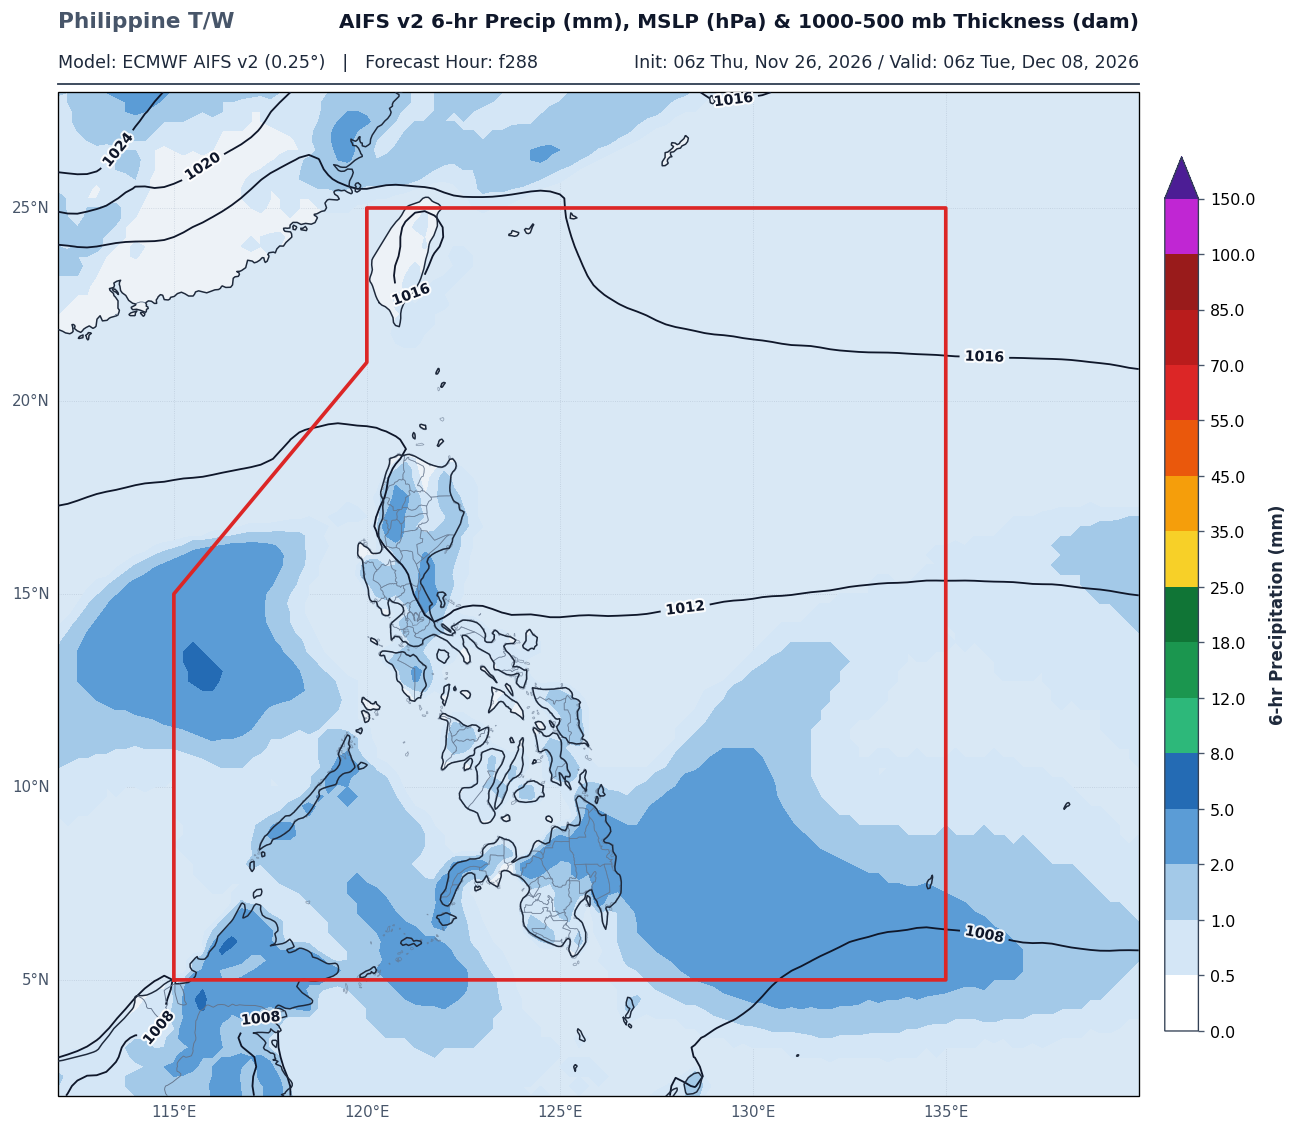 Philippine T/W
AIFS v2 6-hr Precip (mm), MSLP (hPa) & 1000-500 mb Thickness (dam)
Model: ECMWF AIFS v2 (0.25°)   |   Forecast Hour: f288
Init: 06z Thu, Nov 26, 2026 / Valid: 06z Tue, Dec 08, 2026
1016
1024
1020
25°N
1016
1016
20°N
15°N
1012
10°N
1008
5°N
1008
1008
115°E
120°E
125°E
130°E
135°E
150.0
100.0
85.0
70.0
55.0
45.0
35.0
25.0
18.0
12.0
8.0
5.0
2.0
1.0
0.5
0.0
6-hr Precipitation (mm)